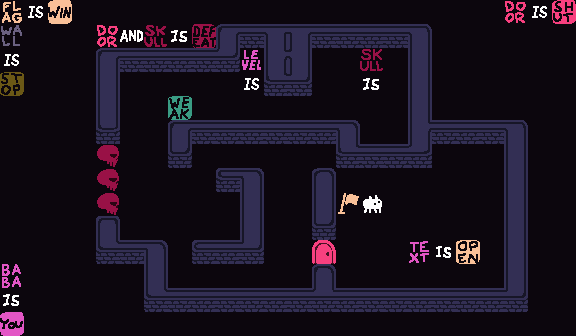 FLAG IS WIN
DOOR IS SHUT
WALL IS STOP
DOOR AND SKULL IS DEFEAT
LEVEL IS
SKULL IS
WEAK
TEXT IS OPEN
BABA IS YOU